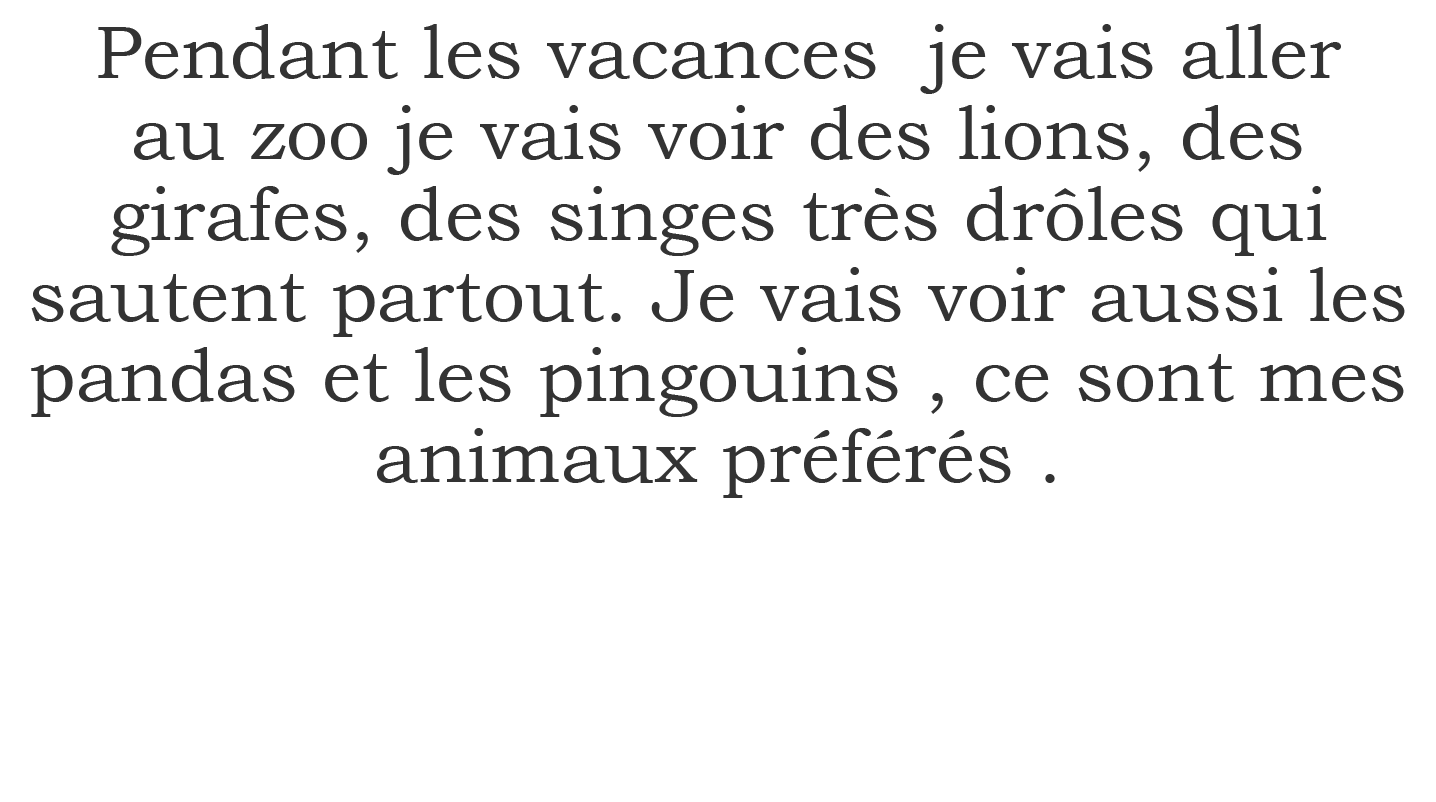 Pendant les vacances  je vais aller
au zoo je vais voir des lions, des
girafes, des singes très drôles qui
sautent partout. Je vais voir aussi les
pandas et les pingouins , ce sont mes
animaux préférés .